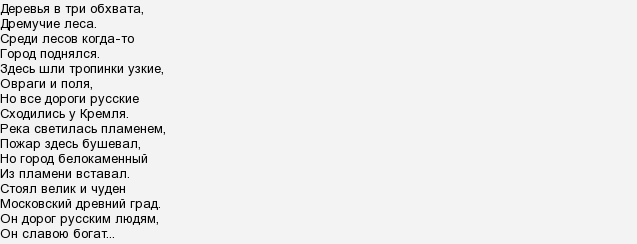 Деревья в три обхвата,
Дремучие леса.
Среди лесов когда-то
Город поднялся.
Здесь шли тропинки узкие,
Овраги и поля,
Но все дороги русские
Сходились у Кремля.
Река светилась пламенем,
Пожар здесь бушевал,
Но город белокаменный
Из пламени вставал.
Стоял велик и чуден
Московский древний град.
Он дорог русским людям,
Он славою богат...